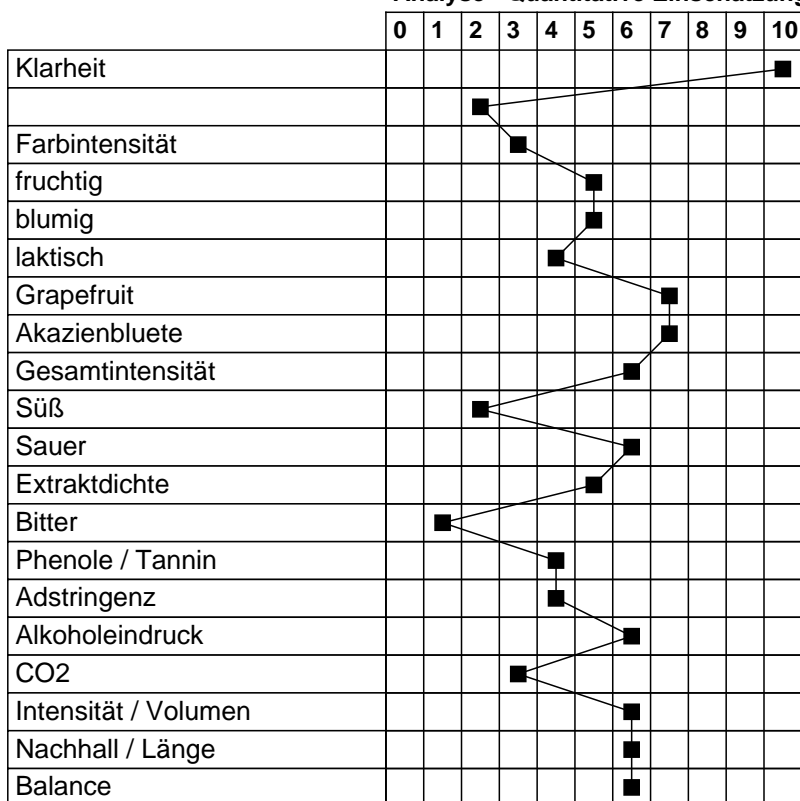 0 1 2 3 4 5 6 7 8 9 10
Klarheit
Farbintensität
fruchtig
blumig
laktisch
Grapefruit
Akazienbluete
Gesamtintensität
Süß
Sauer
Extraktdichte
Bitter
Phenole / Tannin
Adstringenz
Alkoholeindruck
CO2
Intensität / Volumen
Nachhall / Länge
Balance